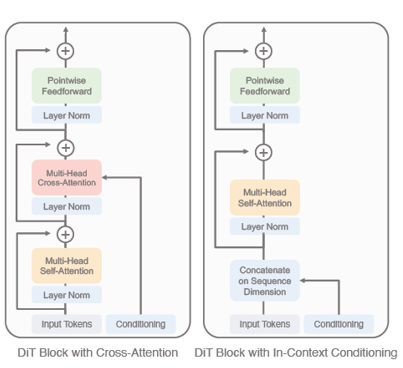 Pointwise
Feedforward
Layer Norm
Multi-Head
Cross-Attention
Layer Norm
Multi-Head
Self-Attention
Layer Norm
Input Tokens
Conditioning
DiT Block with Cross-Attention
Pointwise
Feedforward
Layer Norm
Multi-Head
Self-Attention
Layer Norm
Concatenate
on Sequence
Dimension
Input Tokens
Conditioning
DiT Block with In-Context Conditioning